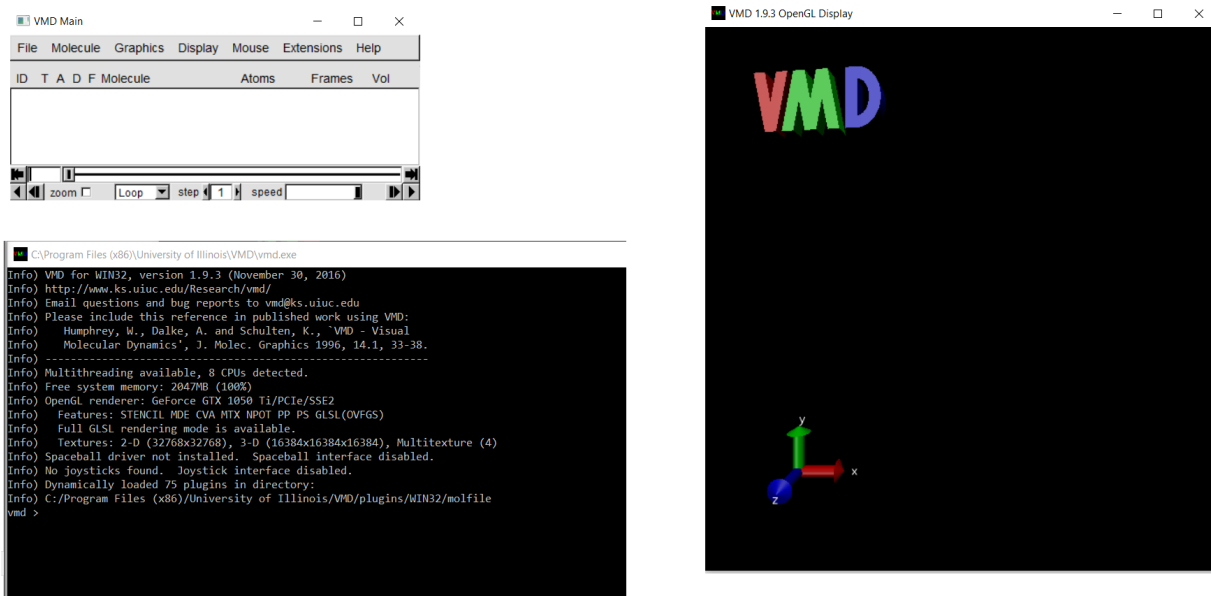 VMD Main
File Molecule Graphics Display Mouse Extensions Help
ID T A D F Molecule Atoms Frames Vol
zoom Loop step 1 speed
C:\Program Files (x86)\University of Illinois\VMD\vmd.exe
Info) VMD for WIN32, version 1.9.3 (November 30, 2016)
Info) http://www.ks.uiuc.edu/Research/vmd/
Info) Email questions and bug reports to vmd@ks.uiuc.edu
Info) Please include this reference in published work using VMD:
Info)    Humphrey, W., Dalke, A. and Schulten, K., `VMD - Visual
Info)    Molecular Dynamics', J. Molec. Graphics 1996, 14.1, 33-38.
Info) -------------------------------------------------------------
Info) Multithreading available, 8 CPUs detected.
Info) Free system memory: 2047MB (100%)
Info) OpenGL renderer: GeForce GTX 1050 Ti/PCIe/SSE2
Info)   Features: STENCIL MDE CVA MTX NPOT PP PS GLSL(OVFGS)
Info)   Full GLSL rendering mode is available.
Info)   Textures: 2-D (32768x32768), 3-D (16384x16384x16384), Multitexture (4)
Info) Spaceball driver not installed.  Spaceball interface disabled.
Info) No joysticks found.  Joystick interface disabled.
Info) Dynamically loaded 75 plugins in directory:
Info) C:/Program Files (x86)/University of Illinois/VMD/plugins/WIN32/molfile
vmd >
VMD 1.9.3 OpenGL Display
VMD
y
x
z